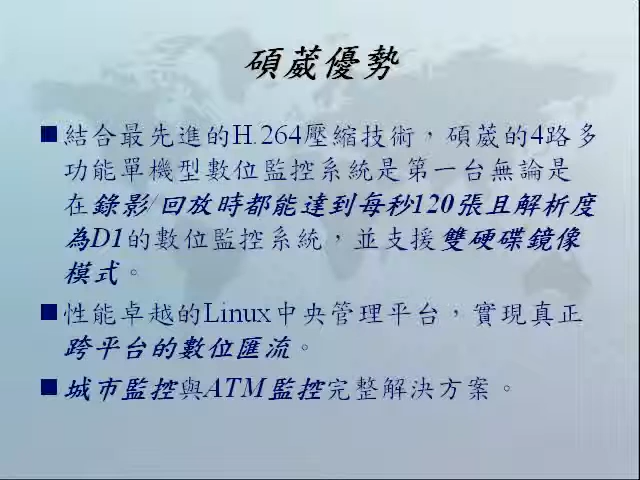 碩葳優勢
結合最先進的H.264壓縮技術，碩葳的4路多
功能單機型數位監控系統是第一台無論是
在錄影/回放時都能達到每秒120張且解析度
為D1的數位監控系統，並支援雙硬碟鏡像
模式。
性能卓越的Linux中央管理平台，實現真正
跨平台的數位匯流。
城市監控與ATM監控完整解決方案。